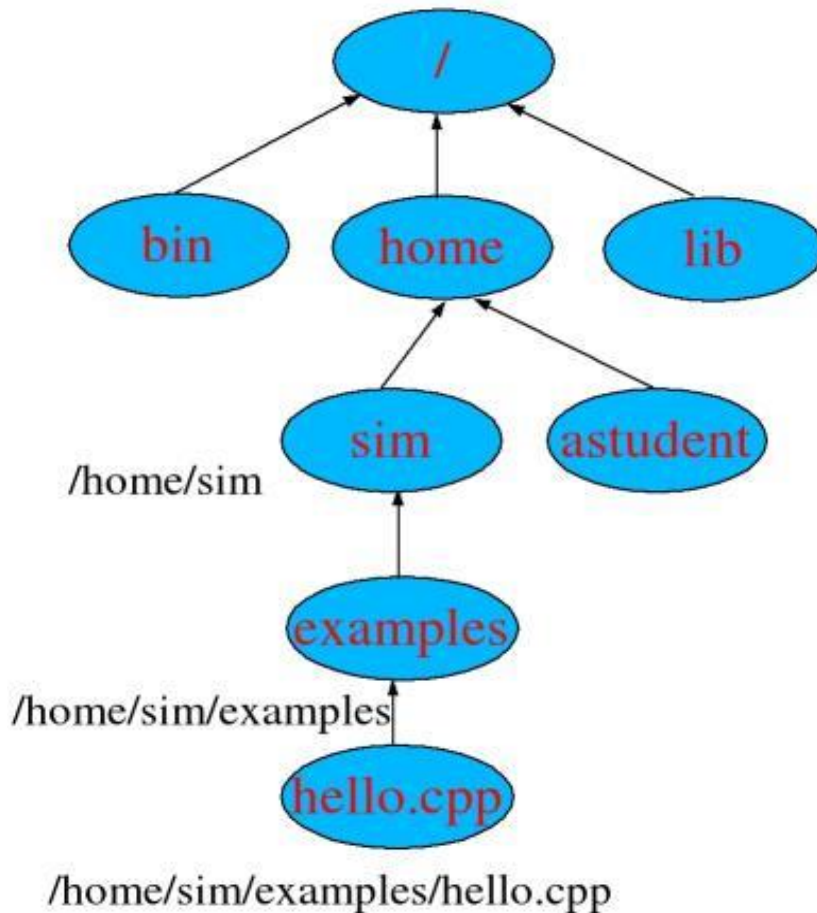 /
bin home lib
sim astudent
/home/sim
examples
/home/sim/examples
hello.cpp
/home/sim/examples/hello.cpp